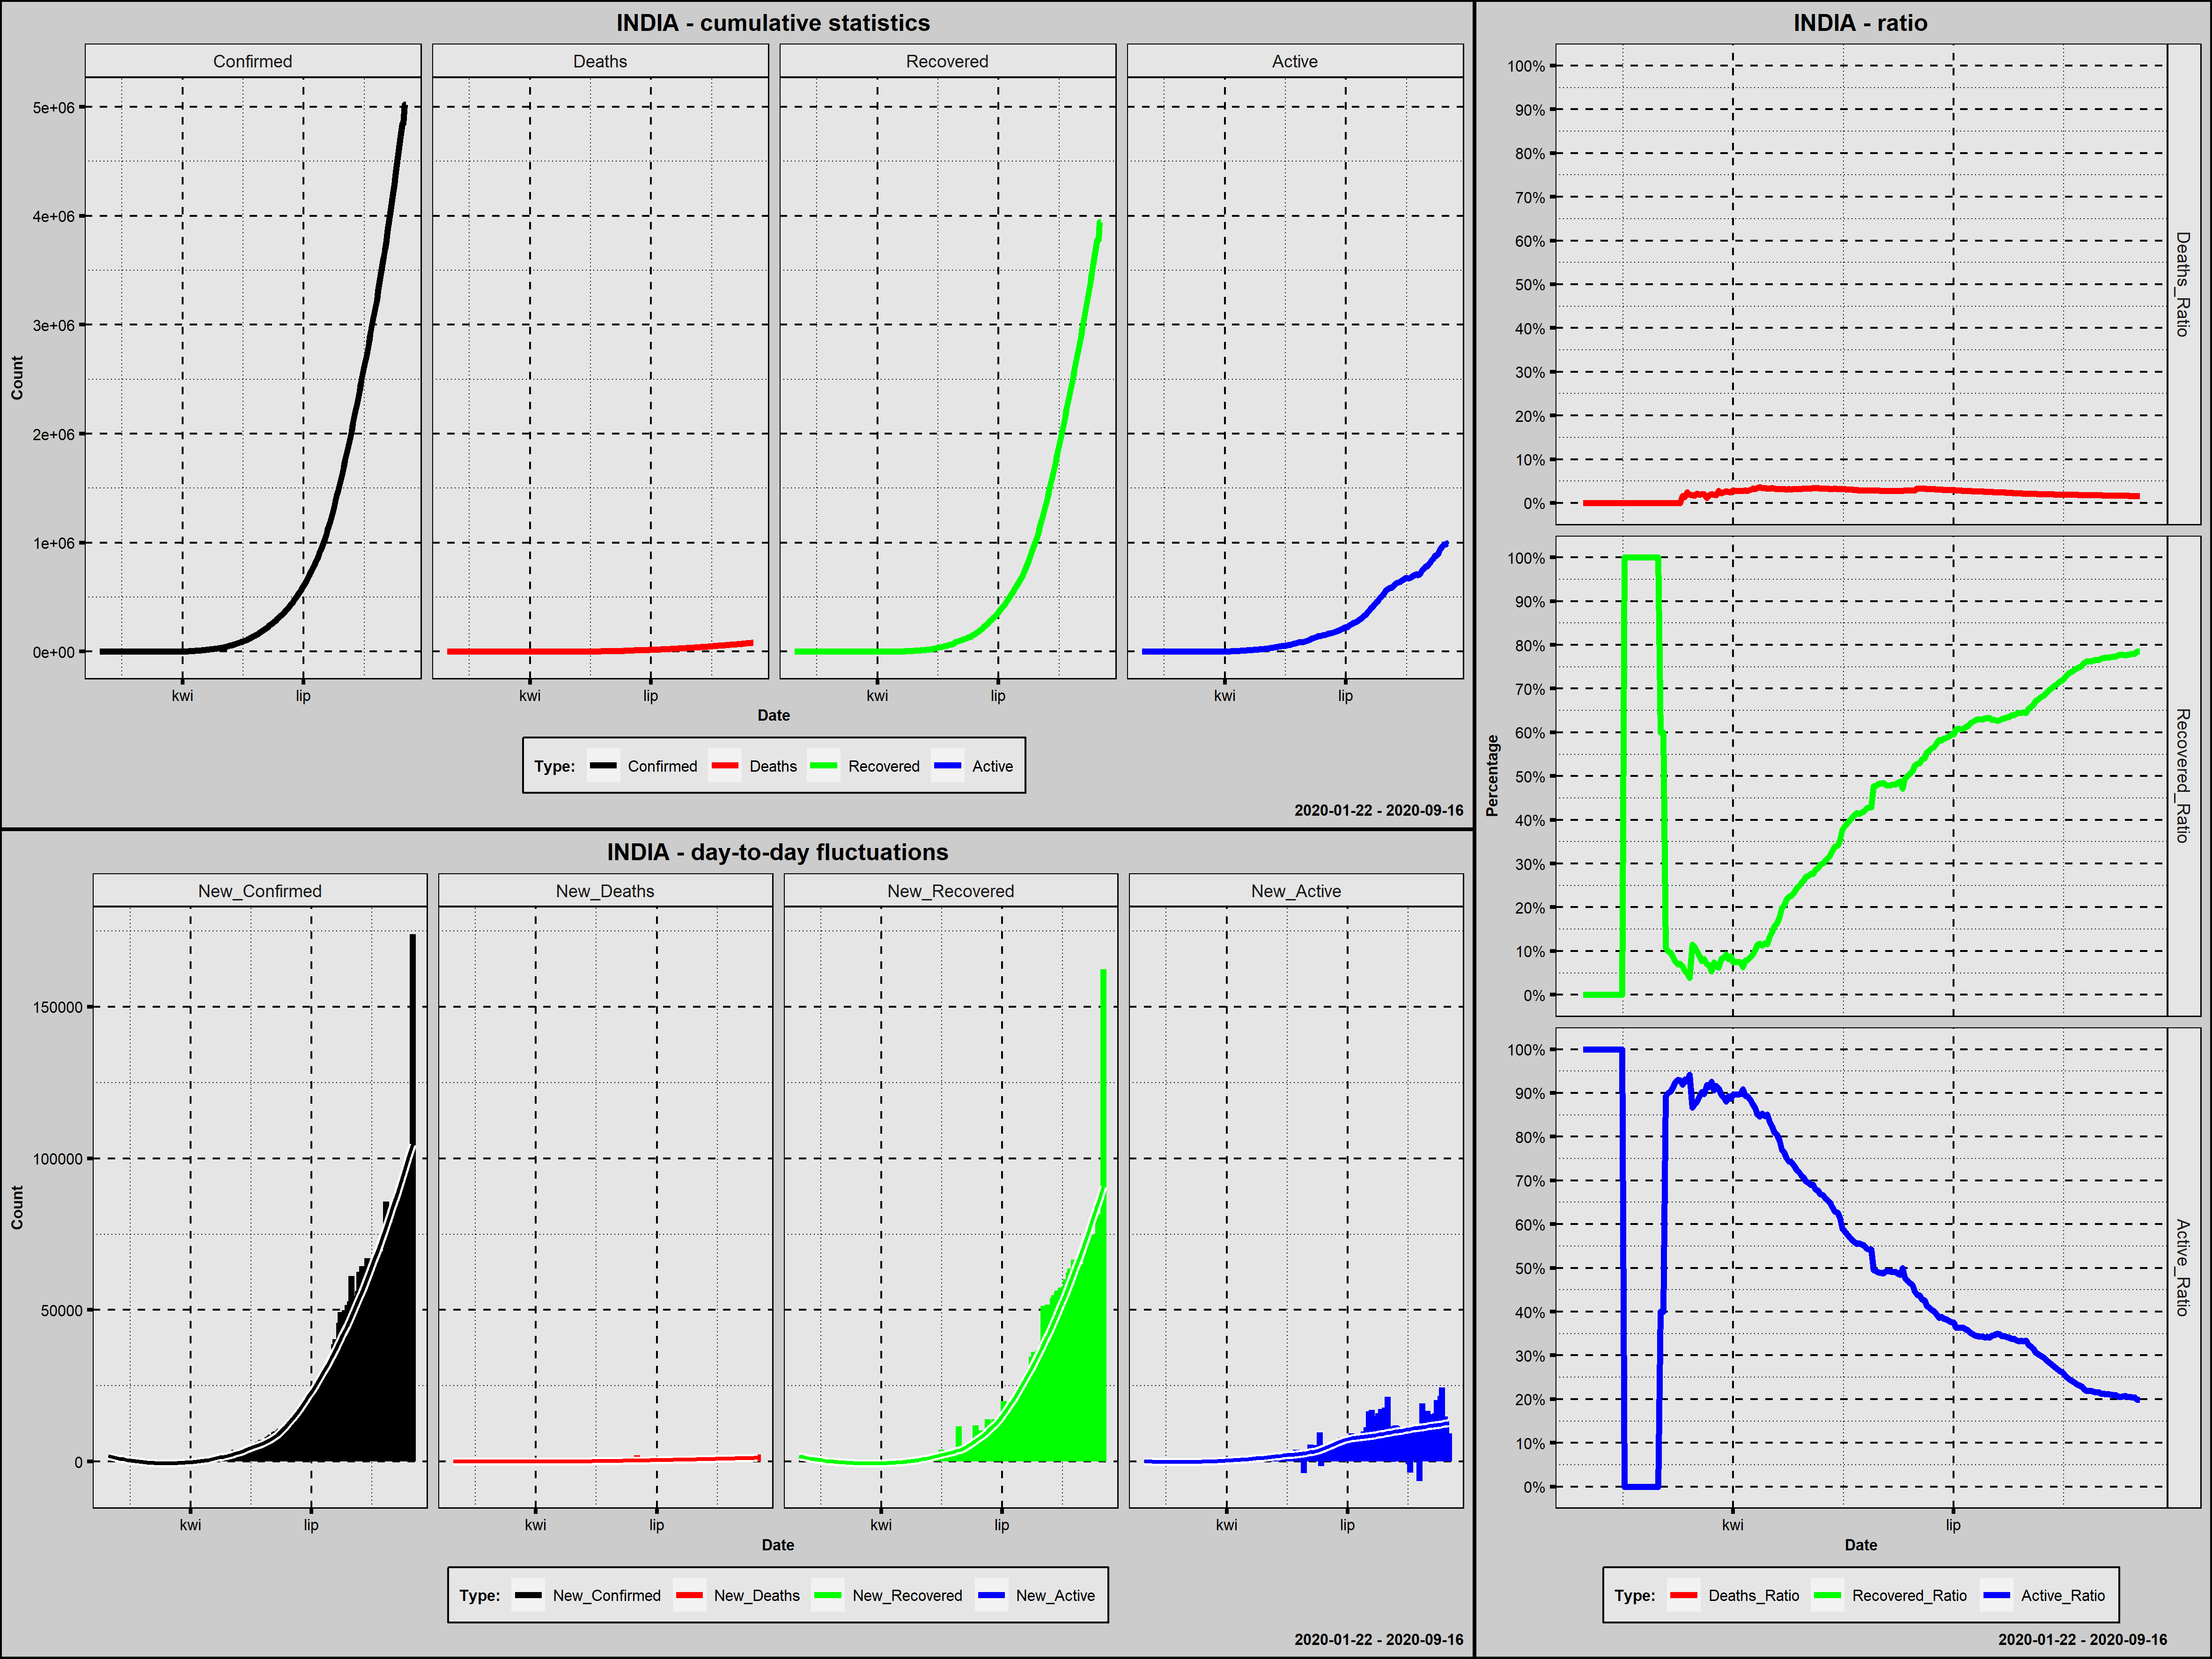 INDIA - cumulative statistics
Confirmed Deaths Recovered Active
5e+06
4e+06
3e+06
2e+06
1e+06
0e+00
Count
kwi lip kwi lip kwi lip kwi lip
Date
Type: Confirmed Deaths Recovered Active
2020-01-22 - 2020-09-16
INDIA - day-to-day fluctuations
New_Confirmed New_Deaths New_Recovered New_Active
150000
100000
50000
0
Count
kwi lip kwi lip kwi lip kwi lip
Date
Type: New_Confirmed New_Deaths New_Recovered New_Active
2020-01-22 - 2020-09-16
INDIA - ratio
100%
90%
80%
70%
60%
50%
40%
30%
20%
10%
0%
Deaths_Ratio
100%
90%
80%
70%
60%
50%
40%
30%
20%
10%
0%
Recovered_Ratio
Percentage
100%
90%
80%
70%
60%
50%
40%
30%
20%
10%
0%
Active_Ratio
kwi lip
Date
Type: Deaths_Ratio Recovered_Ratio Active_Ratio
2020-01-22 - 2020-09-16